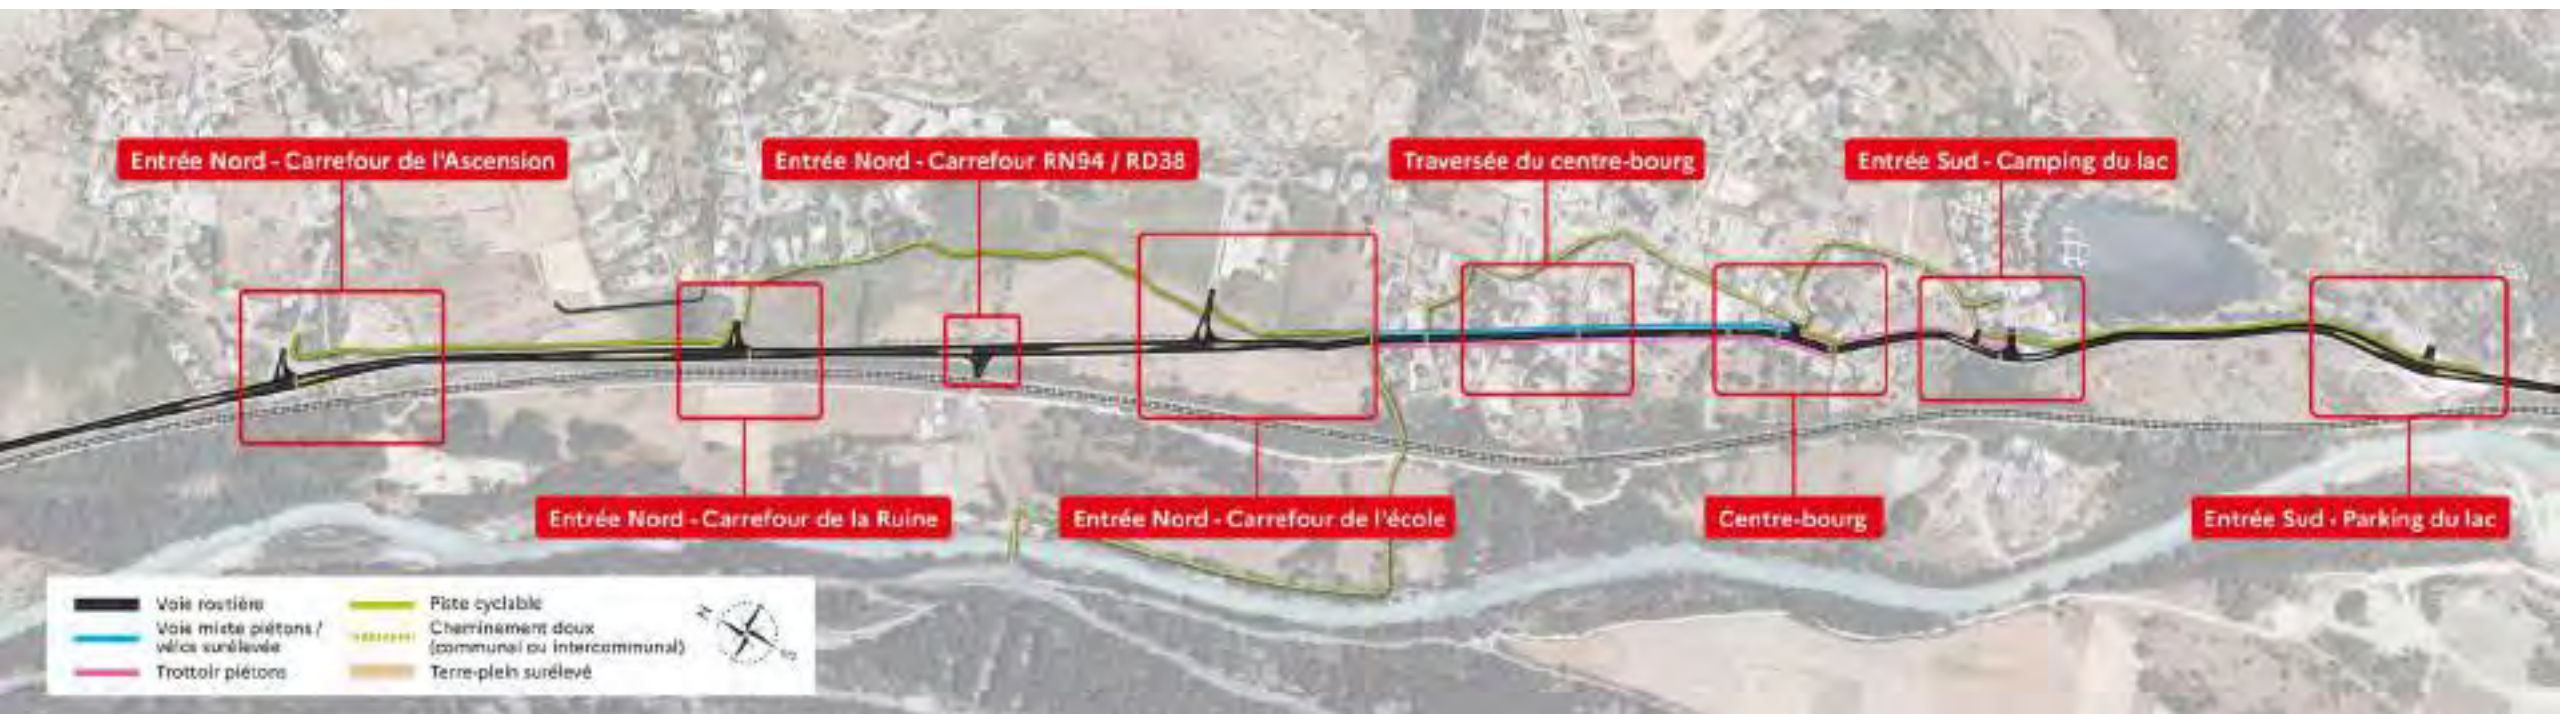 Entrée Nord - Carrefour de l'Ascension
Entrée Nord - Carrefour RN94 / RD38
Traversée du centre-bourg
Entrée Sud - Camping du lac
Entrée Nord - Carrefour de la Ruine
Entrée Nord - Carrefour de l'école
Centre-bourg
Entrée Sud - Parking du lac
Voie routière
Voie mixte piétons /
vélos surélevée
Trottoir piétons
Piste cyclable
Cheminement doux
(communal ou intercommunal)
Terre-plein surélevé
N